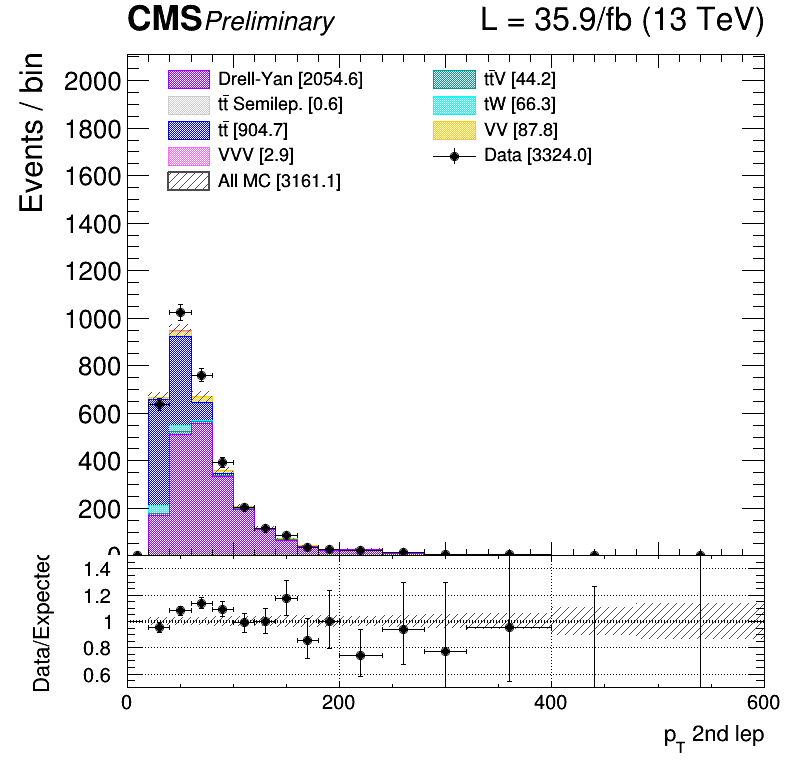 CMS Preliminary L = 35.9/fb (13 TeV)
Events / bin
2000
1800
1600
1400
1200
1000
800
600
400
200
0
Drell-Yan [2054.6]
tt̄ Semilep. [0.6]
tt̄ [904.7]
VVV [2.9]
All MC [3161.1]
tt̄V [44.2]
tW [66.3]
VV [87.8]
Data [3324.0]
Data/Expected
1.4
1.2
1
0.8
0.6
0 200 400 600
p_T 2nd lep